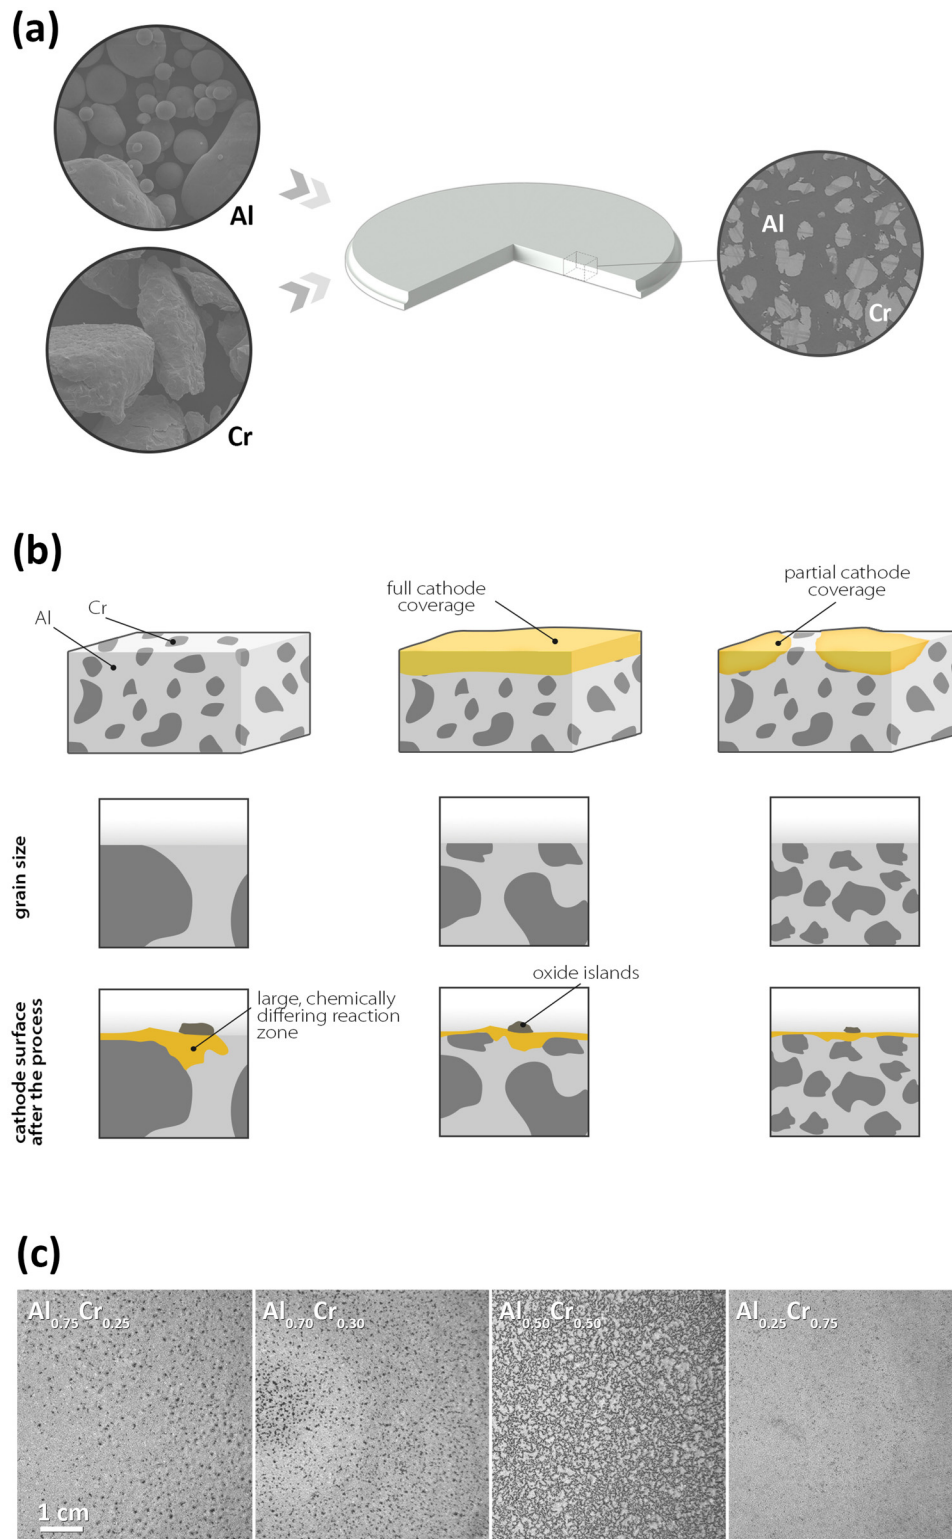 (a)
Al
Cr
Al
Cr
(b)
Al
Cr
full cathode
coverage
partial cathode
coverage
grain size
cathode surface
after the process
large, chemically
differing reaction
zone
oxide islands
(c)
Al0.75Cr0.25
Al0.70Cr0.30
Al0.50Cr0.50
Al0.25Cr0.75
1 cm